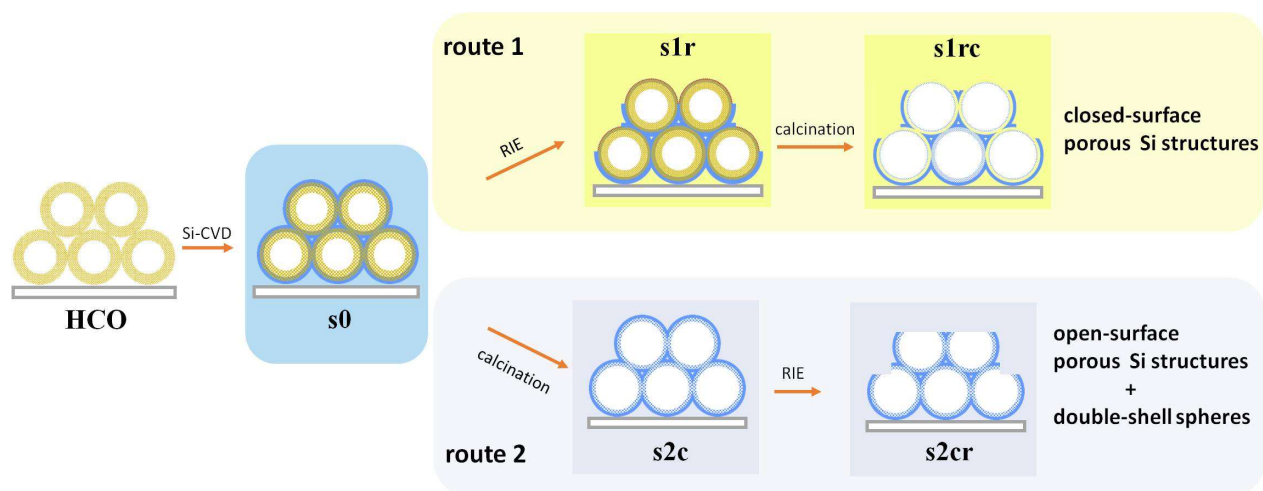 HCO
Si-CVD
s0
route 1
RIE
s1r
calcination
s1rc
closed-surface
porous Si structures
route 2
calcination
s2c
RIE
s2cr
open-surface
porous Si structures
+
double-shell spheres